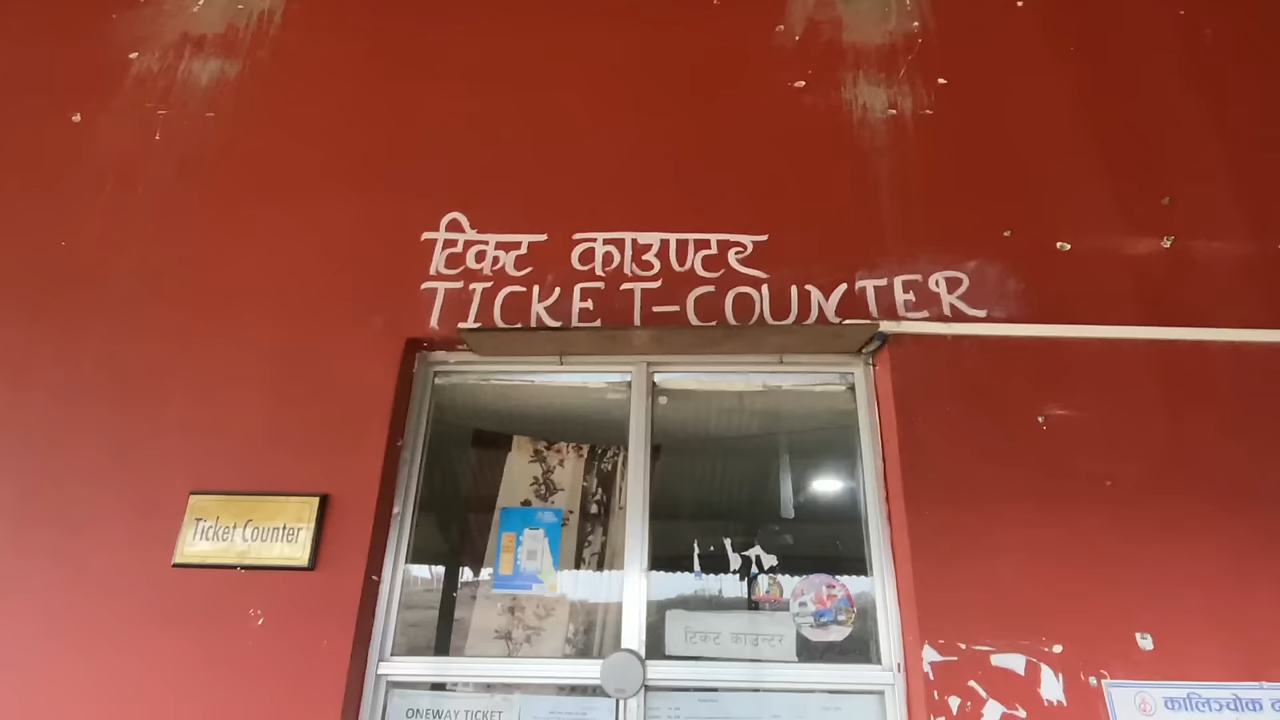 टिकट काउण्टर
TICKET-COUNTER
Ticket Counter
टिकट काउन्टर
ONEWAY TICKET
कालिञ्चोक